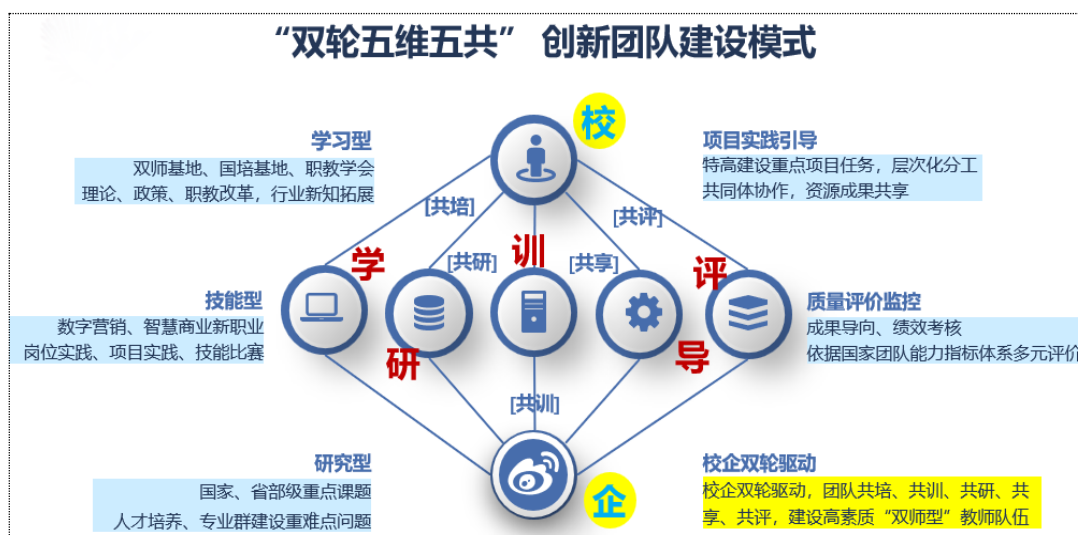 “双轮五维五共” 创新团队建设模式
校
学习型
双师基地、国培基地、职教学会
理论、政策、职教改革，行业新知拓展
项目实践引导
特高建设重点项目任务，层次化分工
共同体协作，资源成果共享
[共培]
[共评]
[共研]
[共享]
学
训
评
技能型
数字营销、智慧商业新职业
岗位实践、项目实践、技能比赛
质量评价监控
成果导向、绩效考核
依据国家团队能力指标体系多元评价
研
导
[共训]
企
研究型
国家、省部级重点课题
人才培养、专业群建设重难点问题
校企双轮驱动
校企双轮驱动，团队共培、共训、共研、共
享、共评，建设高素质“双师型”教师队伍